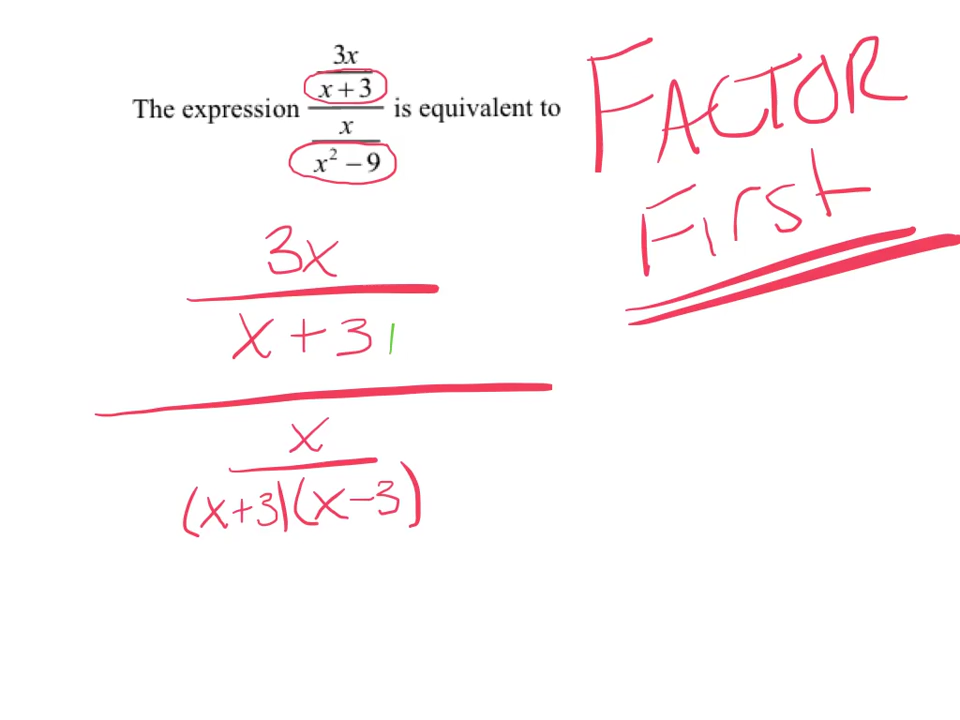 The expression
3x
x + 3
x
x² − 9
is equivalent to
FACTOR
First
3x
x + 3
x
(x+3)(x−3)